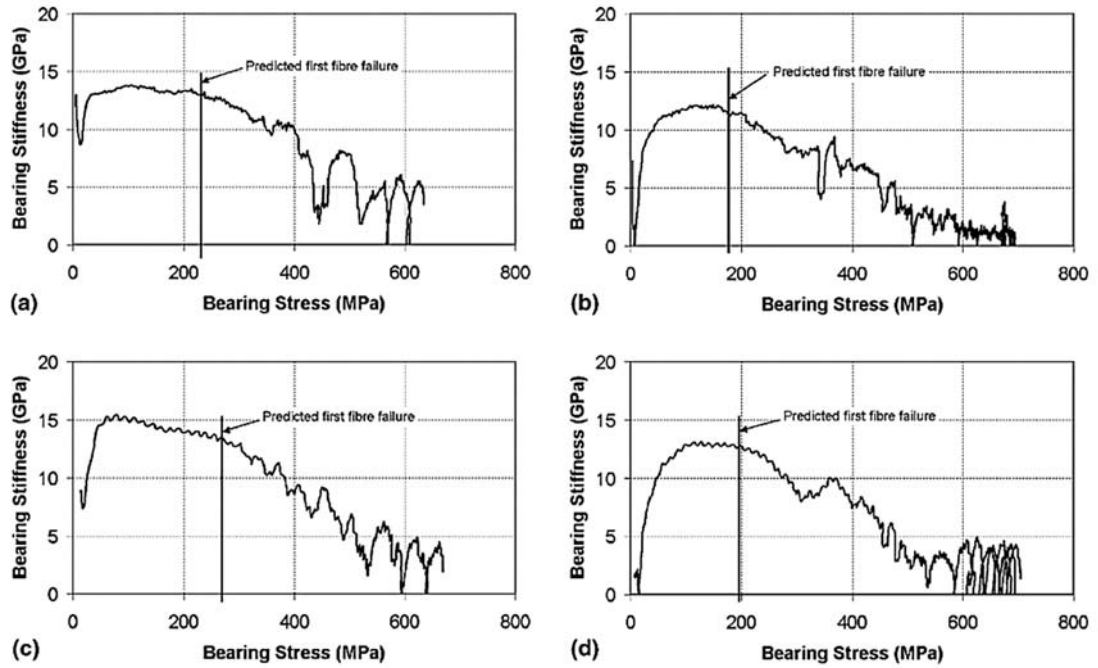 20
15
10
5
0
Bearing Stiffness (GPa)
Predicted first fibre failure
0 200 400 600 800
Bearing Stress (MPa)
(a)
20
15
10
5
0
Bearing Stiffness (GPa)
Predicted first fibre failure
0 200 400 600 800
Bearing Stress (MPa)
(b)
20
15
10
5
0
Bearing Stiffness (GPa)
Predicted first fibre failure
0 200 400 600 800
Bearing Stress (MPa)
(c)
20
15
10
5
0
Bearing Stiffness (GPa)
Predicted first fibre failure
0 200 400 600 800
Bearing Stress (MPa)
(d)